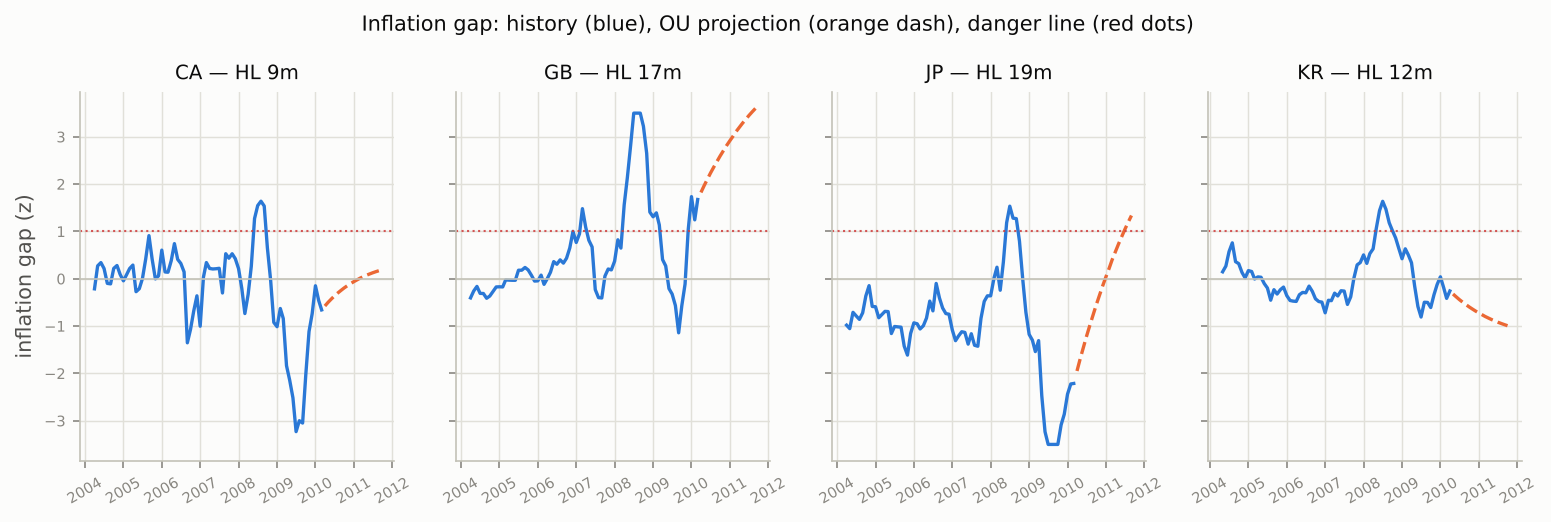 Inflation gap: history (blue), OU projection (orange dash), danger line (red dots)
CA — HL 9m
GB — HL 17m
JP — HL 19m
KR — HL 12m
inflation gap (z)
3
2
1
0
−1
−2
−3
2004 2005 2006 2007 2008 2009 2010 2011 2012
2004 2005 2006 2007 2008 2009 2010 2011 2012
2004 2005 2006 2007 2008 2009 2010 2011 2012
2004 2005 2006 2007 2008 2009 2010 2011 2012